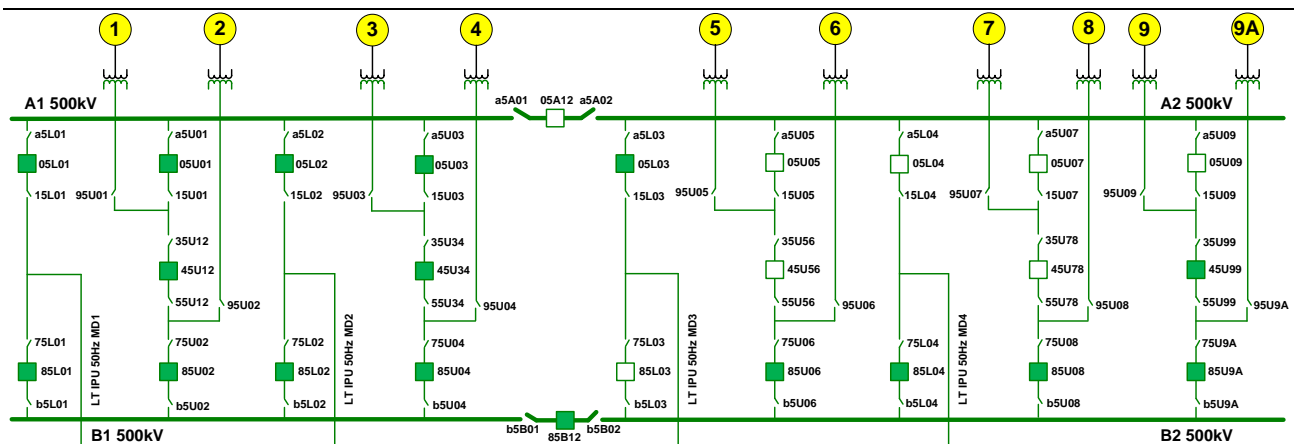 1 2 3 4 5 6 7 8 9 9A
A1 500kV a5A01 05A12 a5A02 A2 500kV
a5L01 a5U01 a5L02 a5U03 a5L03 a5U05 a5L04 a5U07 a5U09
05L01 05U01 05L02 05U03 05L03 05U05 05L04 05U07 05U09
15L01 95U01 15U01 15L02 95U03 15U03 15L03 95U05 15U05 15L04 95U07 15U07 95U09 15U09
35U12 35U34 35U56 35U78 35U99
45U12 45U34 45U56 45U78 45U99
55U12 95U02 55U34 95U04 55U56 95U06 55U78 95U08 55U99 95U9A
LT IPU 50Hz MD1
LT IPU 50Hz MD2
LT IPU 50Hz MD3
LT IPU 50Hz MD4
75L01 75U02 75L02 75U04 75L03 75U06 75L04 75U08 75U9A
85L01 85U02 85L02 85U04 85L03 85U06 85L04 85U08 85U9A
b5L01 b5U02 b5L02 b5U04 b5L03 b5U06 b5L04 b5U08 b5U9A
B1 500kV b5B01 85B12 b5B02 B2 500kV